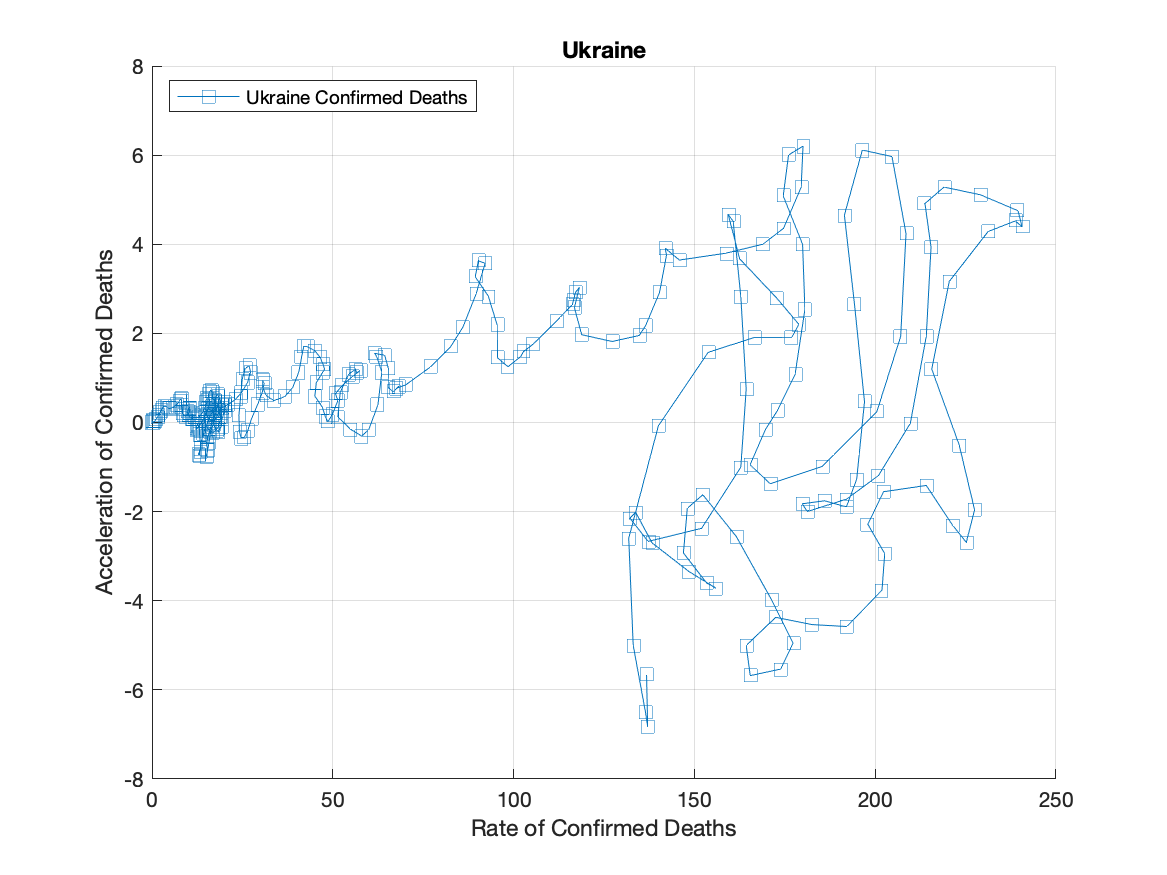 Ukraine
8
Ukraine Confirmed Deaths
6
4
2
0
-2
-4
-6
-8
Acceleration of Confirmed Deaths
0 50 100 150 200 250
Rate of Confirmed Deaths